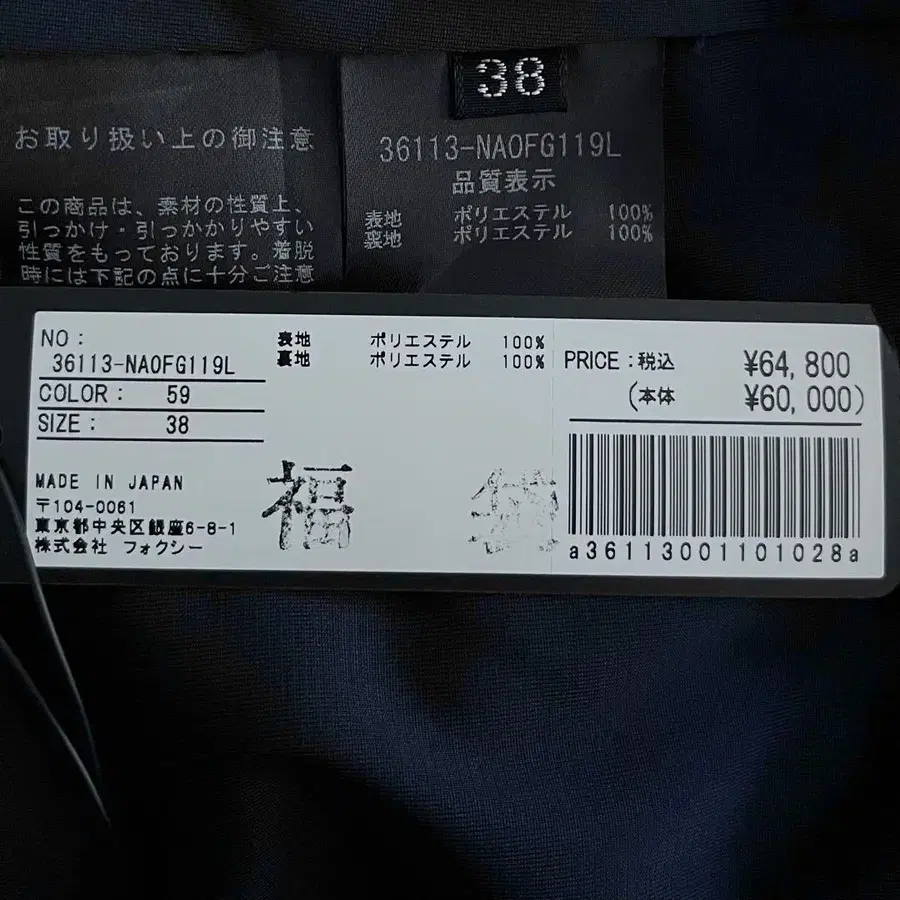 38
お取り扱い上の御注意
この商品は、素材の性質上、
引っかけ・引っかかりやすい
性質をもっております。着脱
時には下記の点に十分ご注意
36113-NAOFG119L
品質表示
表地 ポリエステル 100%
裏地 ポリエステル 100%
NO :
36113-NAOFG119L
COLOR : 59
SIZE : 38
表地 ポリエステル 100%
裏地 ポリエステル 100%
MADE IN JAPAN
〒104-0061
東京都中央区銀座6-8-1
株式会社 フォクシー
福袋
PRICE : 税込 ¥64,800
(本体 ¥60,000)
a36113001101028a